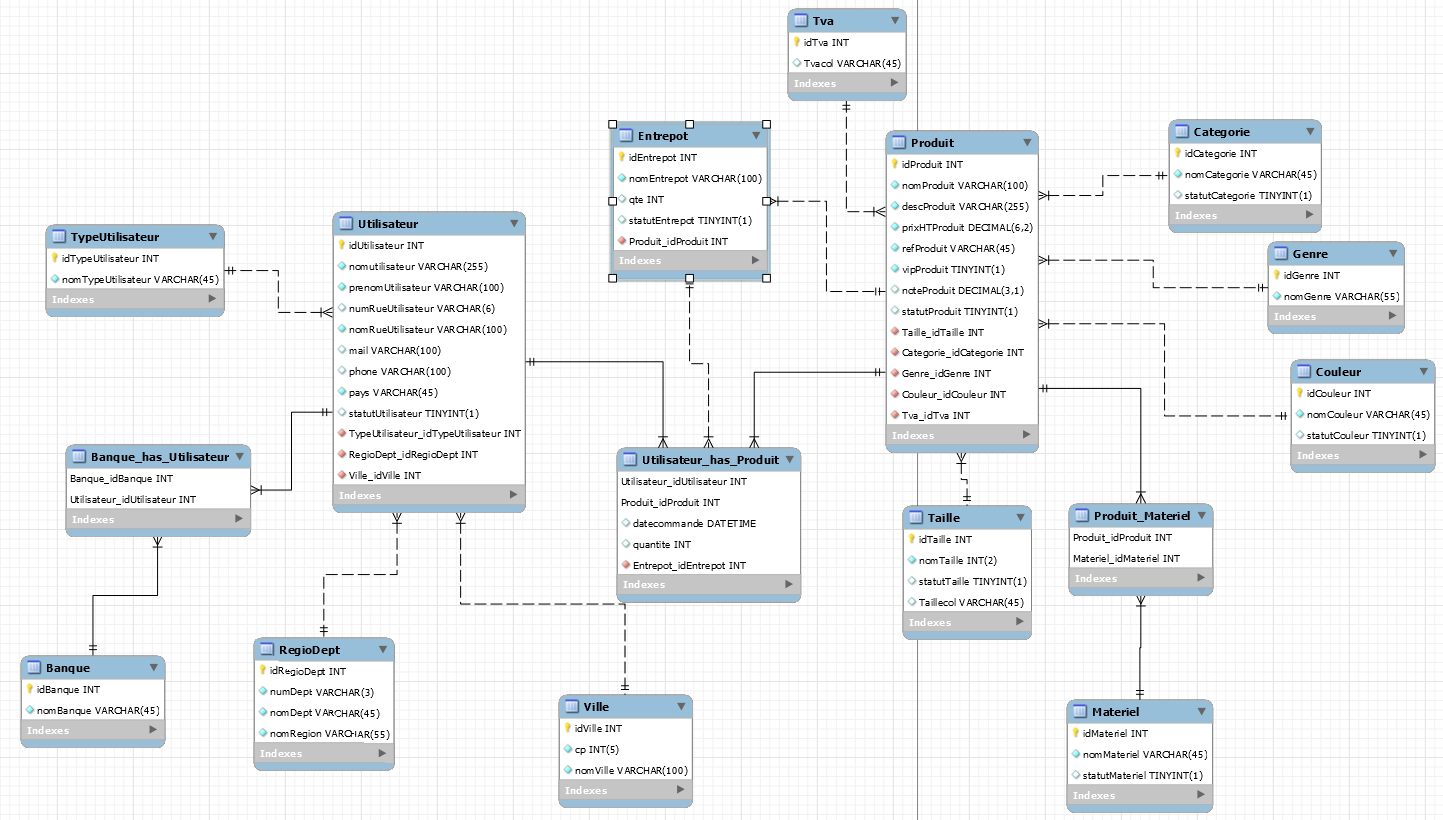 Tva
idTva INT
Tvacol VARCHAR(45)
Indexes
Entrepot
idEntrepot INT
nomEntrepot VARCHAR(100)
qte INT
statutEntrepot TINYINT(1)
Produit_idProduit INT
Indexes
Produit
idProduit INT
nomProduit VARCHAR(100)
descProduit VARCHAR(255)
prixHTProduit DECIMAL(6,2)
refProduit VARCHAR(45)
vipProduit TINYINT(1)
noteProduit DECIMAL(3,1)
statutProduit TINYINT(1)
Taille_idTaille INT
Categorie_idCategorie INT
Genre_idGenre INT
Couleur_idCouleur INT
Tva_idTva INT
Indexes
Categorie
idCategorie INT
nomCategorie VARCHAR(45)
statutCategorie TINYINT(1)
Indexes
Genre
idGenre INT
nomGenre VARCHAR(55)
Indexes
Couleur
idCouleur INT
nomCouleur VARCHAR(45)
statutCouleur TINYINT(1)
Indexes
TypeUtilisateur
idTypeUtilisateur INT
nomTypeUtilisateur VARCHAR(45)
Indexes
Utilisateur
idUtilisateur INT
nomutilisateur VARCHAR(255)
prenomUtilisateur VARCHAR(100)
numRueUtilisateur VARCHAR(6)
nomRueUtilisateur VARCHAR(100)
mail VARCHAR(100)
phone VARCHAR(100)
pays VARCHAR(45)
statutUtilisateur TINYINT(1)
TypeUtilisateur_idTypeUtilisateur INT
RegioDept_idRegioDept INT
Ville_idVille INT
Indexes
Banque_has_Utilisateur
Banque_idBanque INT
Utilisateur_idUtilisateur INT
Indexes
Utilisateur_has_Produit
Utilisateur_idUtilisateur INT
Produit_idProduit INT
datecommande DATETIME
quantite INT
Entrepot_idEntrepot INT
Indexes
Taille
idTaille INT
nomTaille INT(2)
statutTaille TINYINT(1)
Taillecol VARCHAR(45)
Indexes
Produit_Materiel
Produit_idProduit INT
Materiel_idMateriel INT
Indexes
Banque
idBanque INT
nomBanque VARCHAR(45)
Indexes
RegioDept
idRegioDept INT
numDept VARCHAR(3)
nomDept VARCHAR(45)
nomRegion VARCHAR(55)
Indexes
Ville
idVille INT
cp INT(5)
nomVille VARCHAR(100)
Indexes
Materiel
idMateriel INT
nomMateriel VARCHAR(45)
statutMateriel TINYINT(1)
Indexes